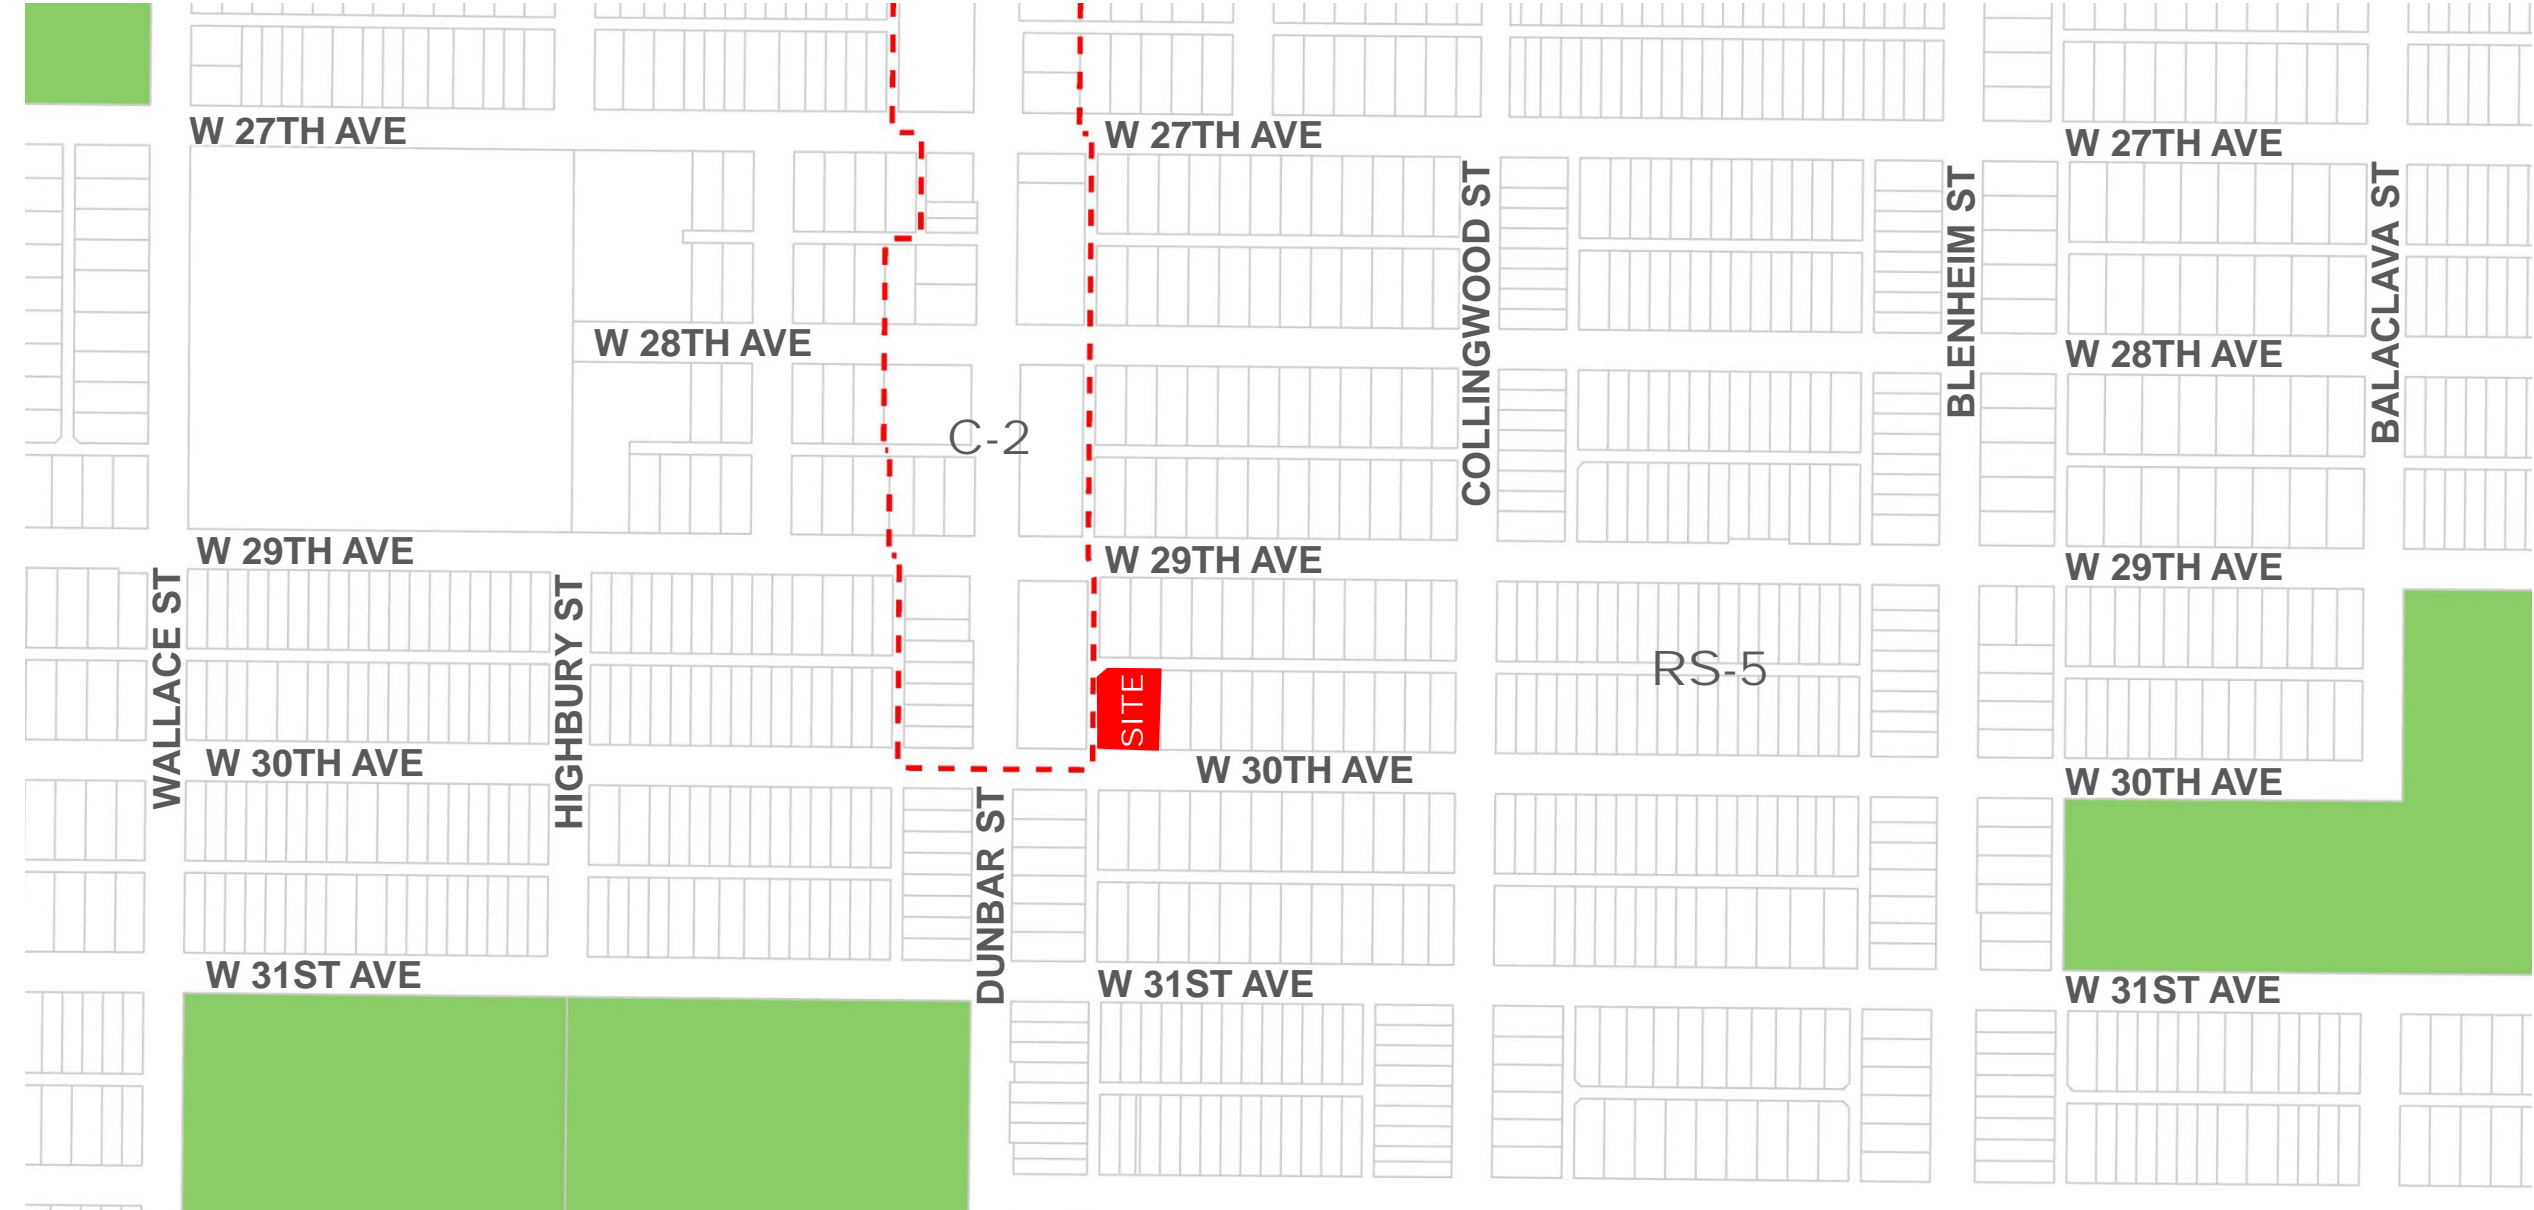 W 27TH AVE
W 27TH AVE
W 27TH AVE
COLLINGWOOD ST
BLENHEIM ST
BALACLAVA ST
W 28TH AVE
W 28TH AVE
C-2
W 29TH AVE
W 29TH AVE
W 29TH AVE
WALLACE ST
HIGHBURY ST
RS-5
SITE
W 30TH AVE
W 30TH AVE
W 30TH AVE
DUNBAR ST
W 31ST AVE
W 31ST AVE
W 31ST AVE